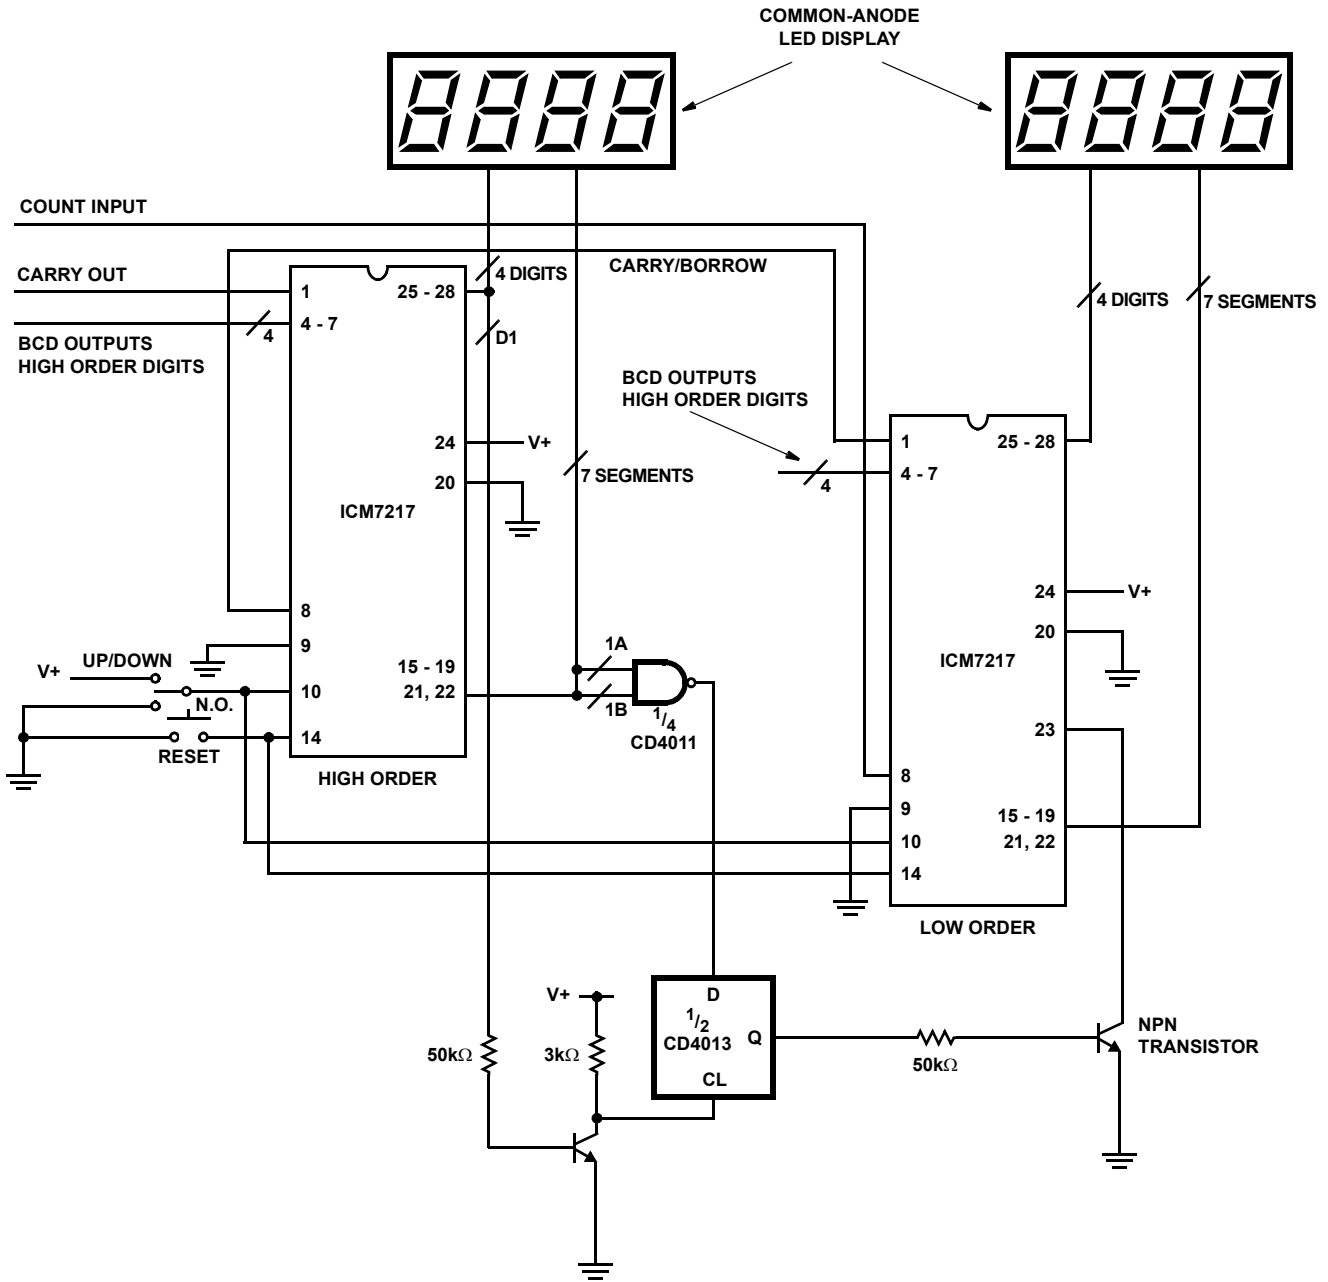 COMMON-ANODE
LED DISPLAY
COUNT INPUT
CARRY OUT
BCD OUTPUTS
HIGH ORDER DIGITS
4
1
4 - 7
8
9
10
14
25 - 28
24
20
15 - 19
21, 22
ICM7217
HIGH ORDER
4 DIGITS
D1
V+
7 SEGMENTS
CARRY/BORROW
V+
UP/DOWN
N.O.
RESET
1A
1B
1/4
CD4011
BCD OUTPUTS
HIGH ORDER DIGITS
4
1
4 - 7
8
9
10
14
25 - 28
24
20
23
15 - 19
21, 22
ICM7217
LOW ORDER
4 DIGITS
7 SEGMENTS
V+
V+
50kΩ
3kΩ
D
1/2
CD4013
Q
CL
50kΩ
NPN
TRANSISTOR